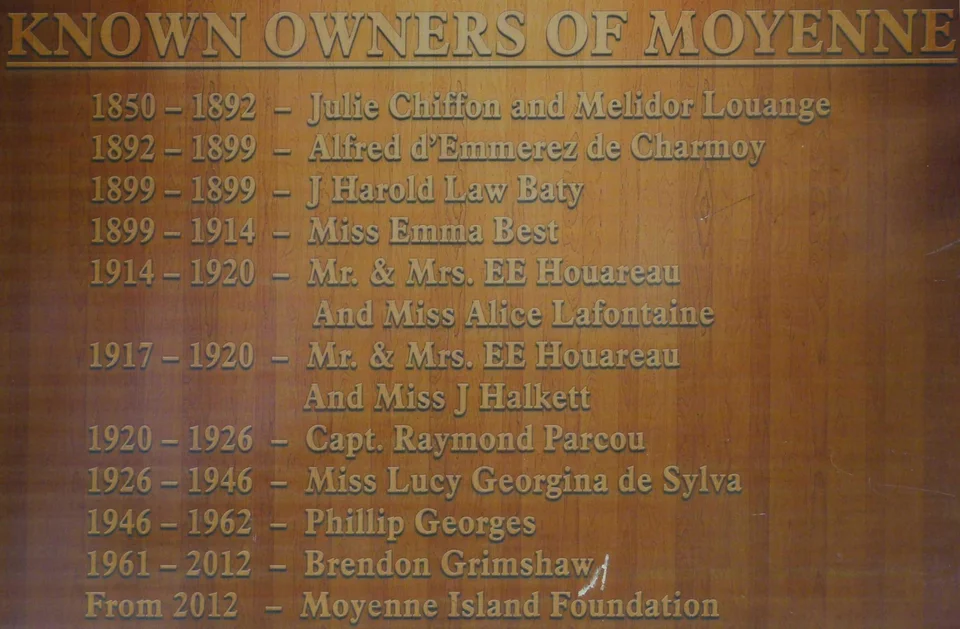 KNOWN OWNERS OF MOYENNE
1850 – 1892 – Julie Chiffon and Melidor Louange
1892 – 1899 – Alfred d'Emmerez de Charmoy
1899 – 1899 – J Harold Law Baty
1899 – 1914 – Miss Emma Best
1914 – 1920 – Mr. & Mrs. EE Houareau
And Miss Alice Lafontaine
1917 – 1920 – Mr. & Mrs. EE Houareau
And Miss J Halkett
1920 – 1926 – Capt. Raymond Parcou
1926 – 1946 – Miss Lucy Georgina de Sylva
1946 – 1962 – Phillip Georges
1961 – 2012 – Brendon Grimshaw
From 2012 – Moyenne Island Foundation